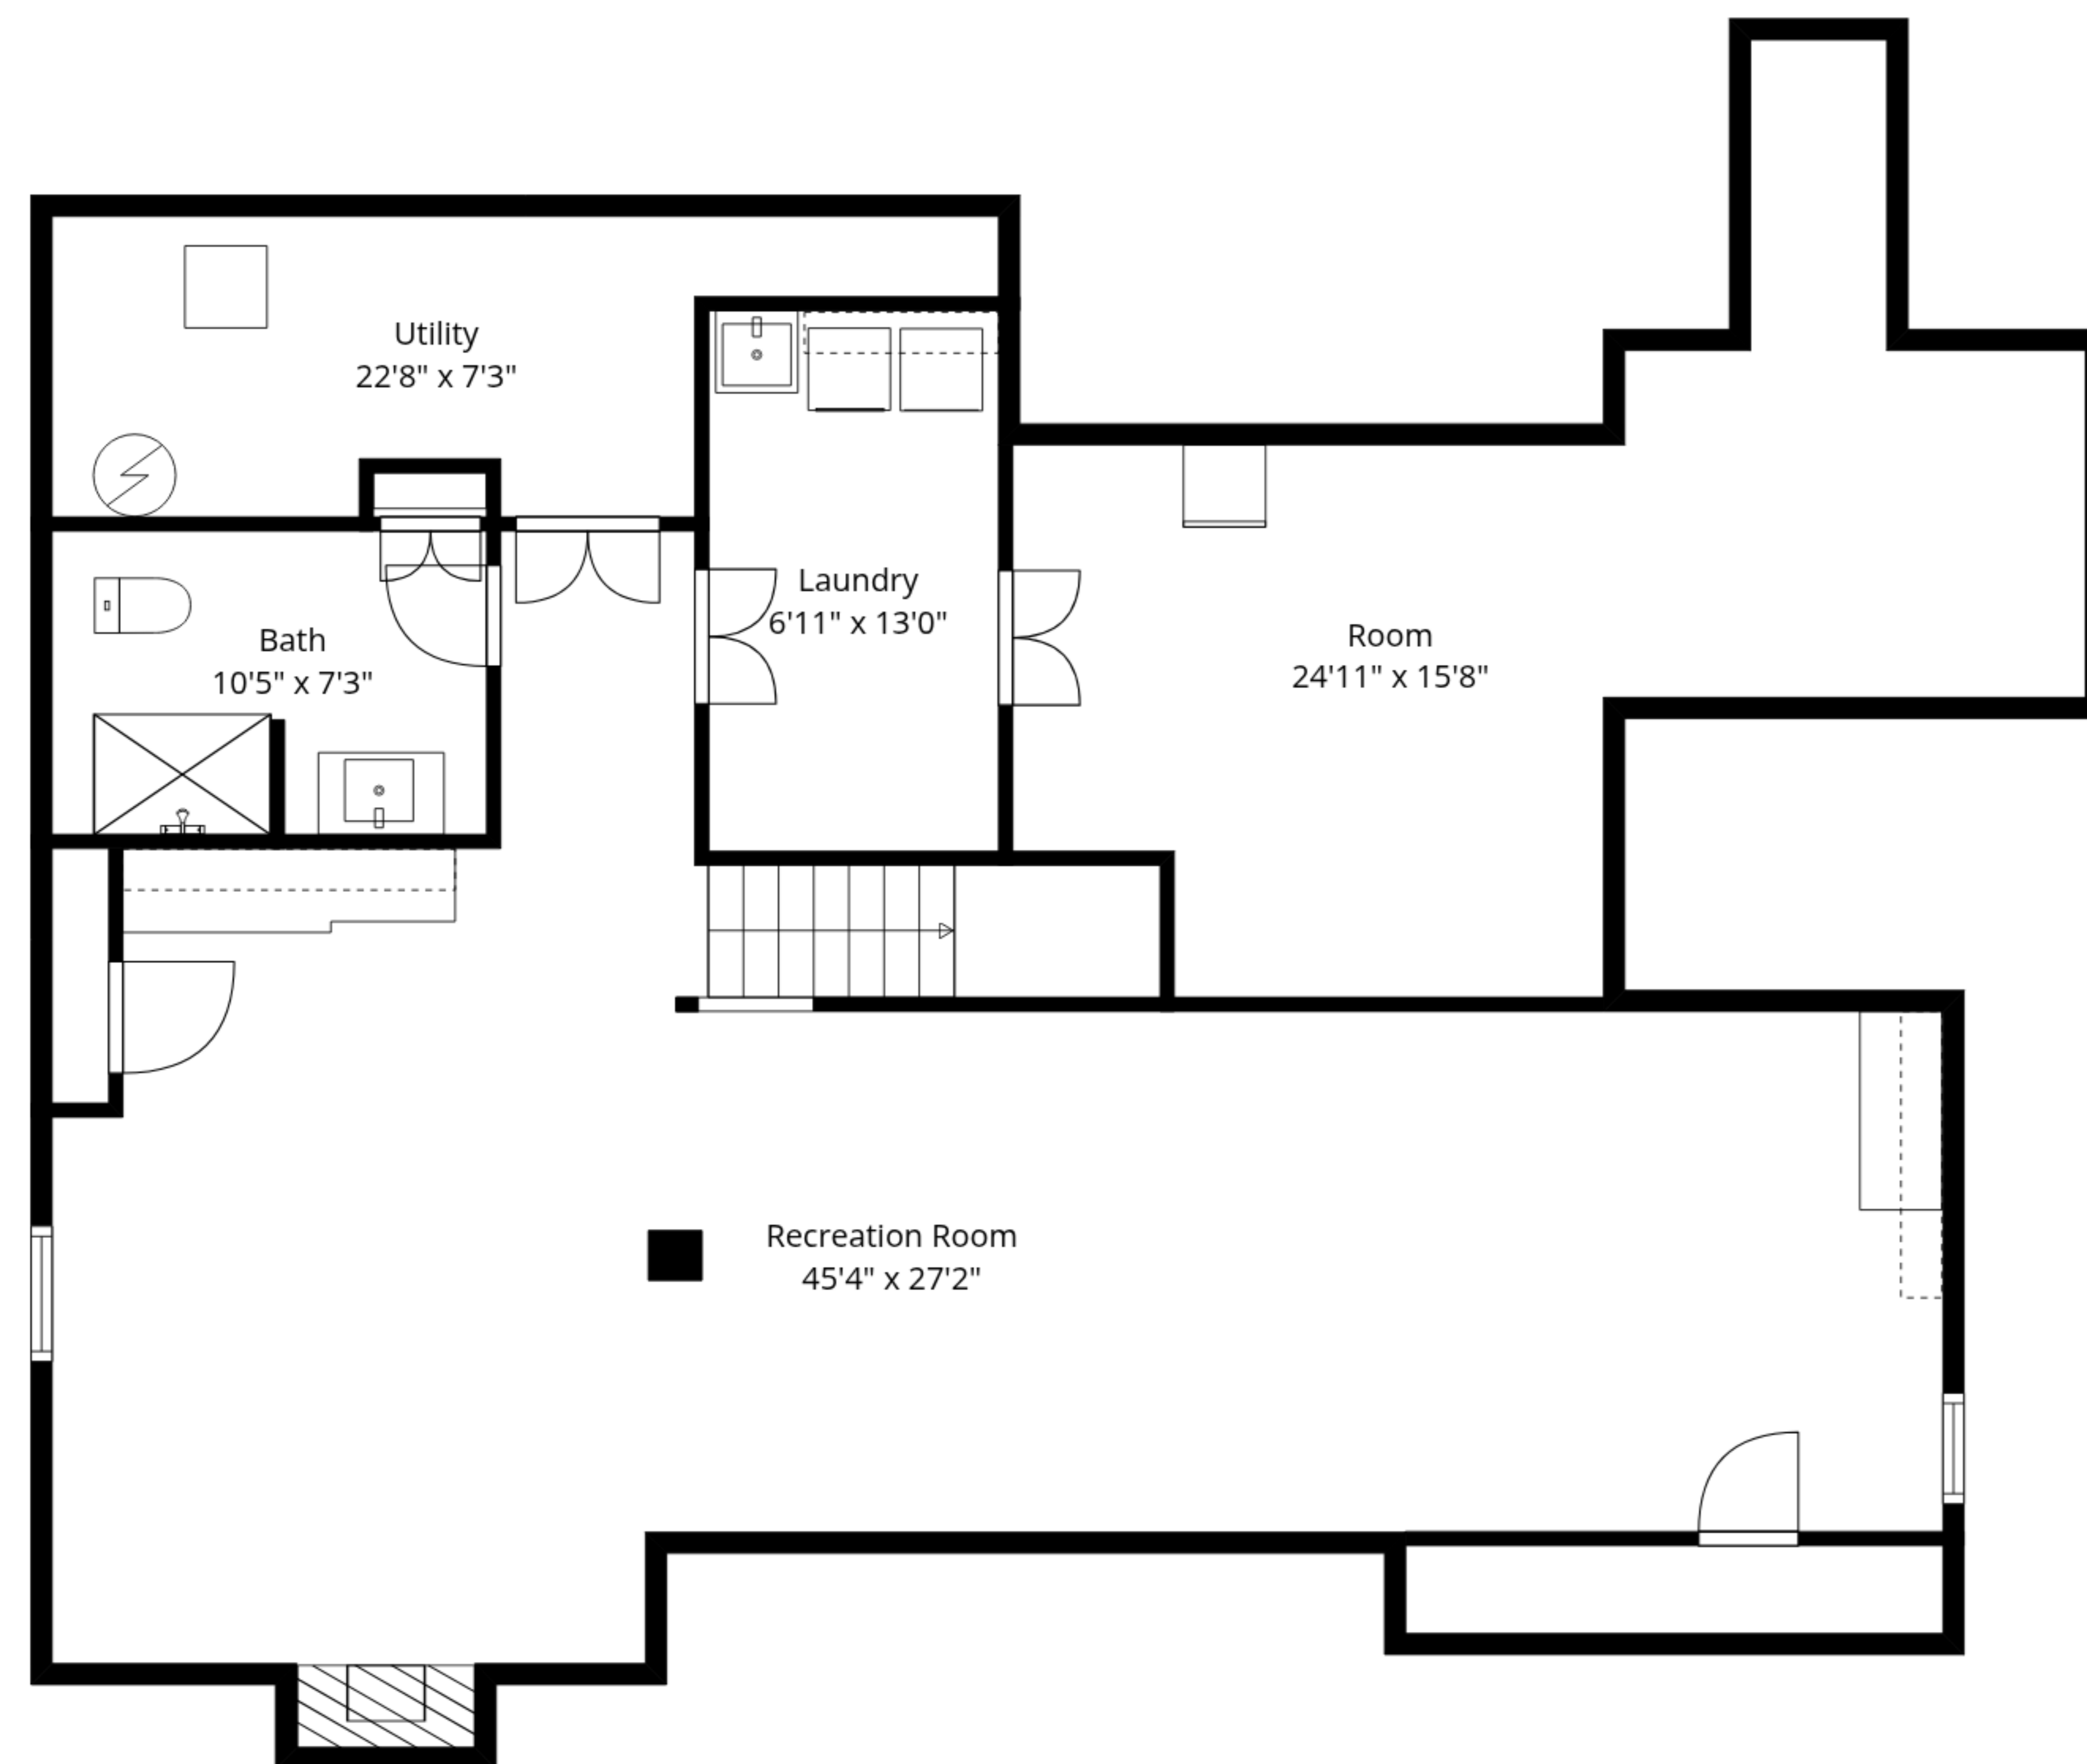 Utility
22'8" x 7'3"
Laundry
6'11" x 13'0"
Bath
10'5" x 7'3"
Room
24'11" x 15'8"
Recreation Room
45'4" x 27'2"